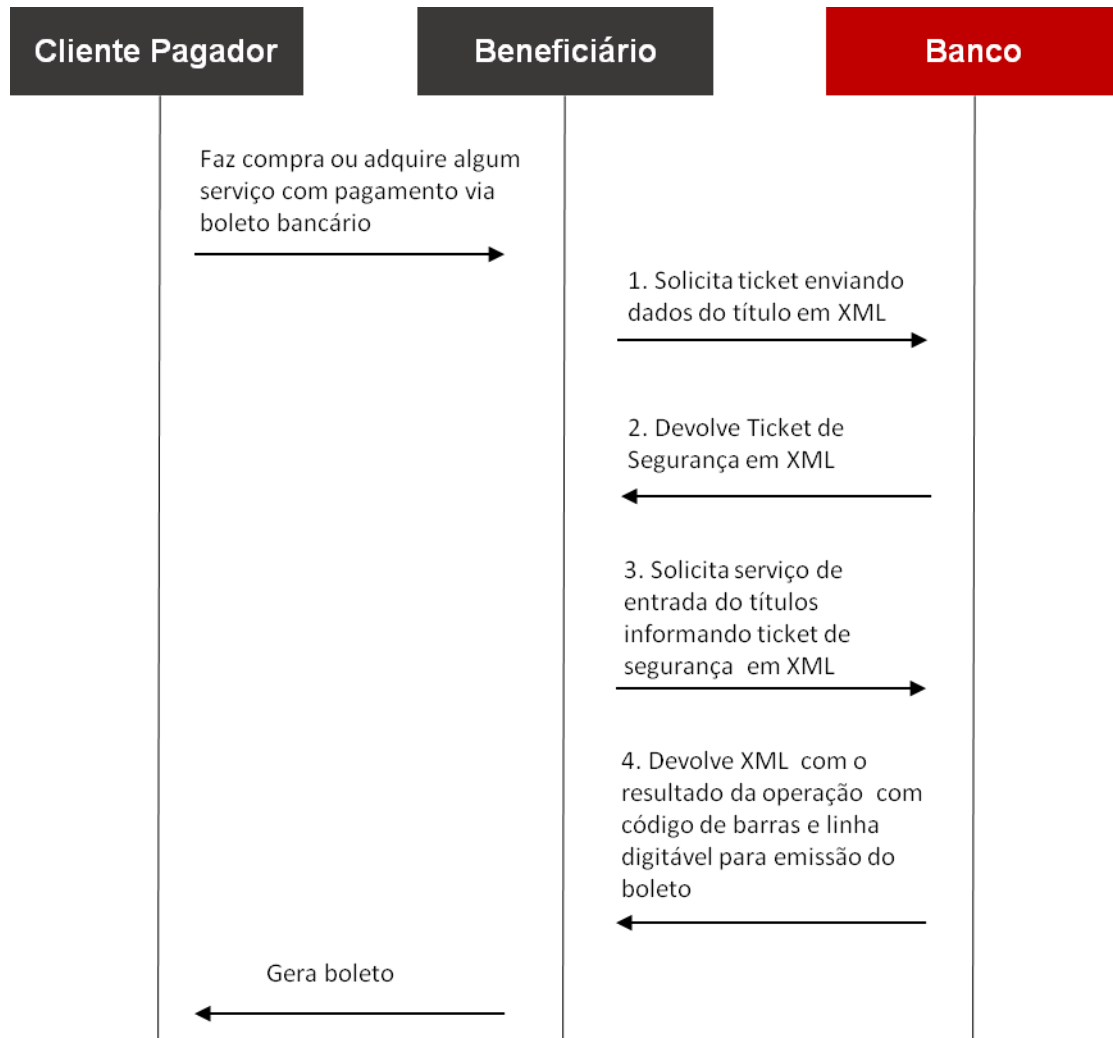 Cliente Pagador
Beneficiário
Banco
Faz compra ou adquire algum
serviço com pagamento via
boleto bancário
1. Solicita ticket enviando
dados do título em XML
2. Devolve Ticket de
Segurança em XML
3. Solicita serviço de
entrada do títulos
informando ticket de
segurança em XML
4. Devolve XML com o
resultado da operação com
código de barras e linha
digitável para emissão do
boleto
Gera boleto